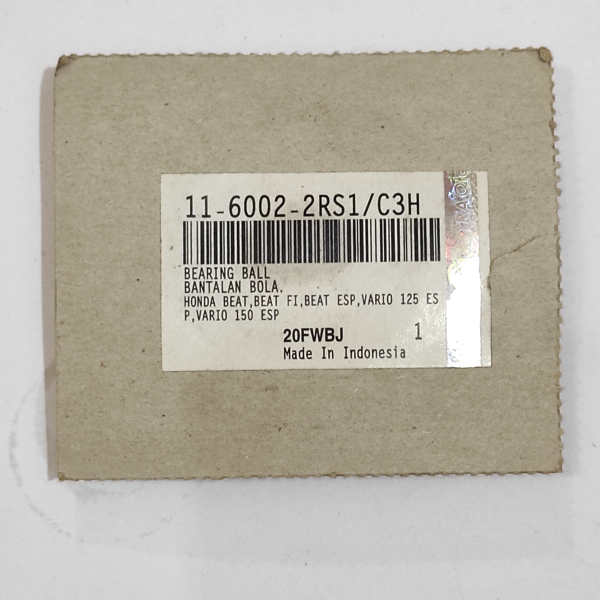 11-6002-2RS1/C3H
BEARING BALL
BANTALAN BOLA.
HONDA BEAT,BEAT FI,BEAT ESP,VARIO 125 ES
P,VARIO 150 ESP
20FWBJ
1
Made In Indonesia